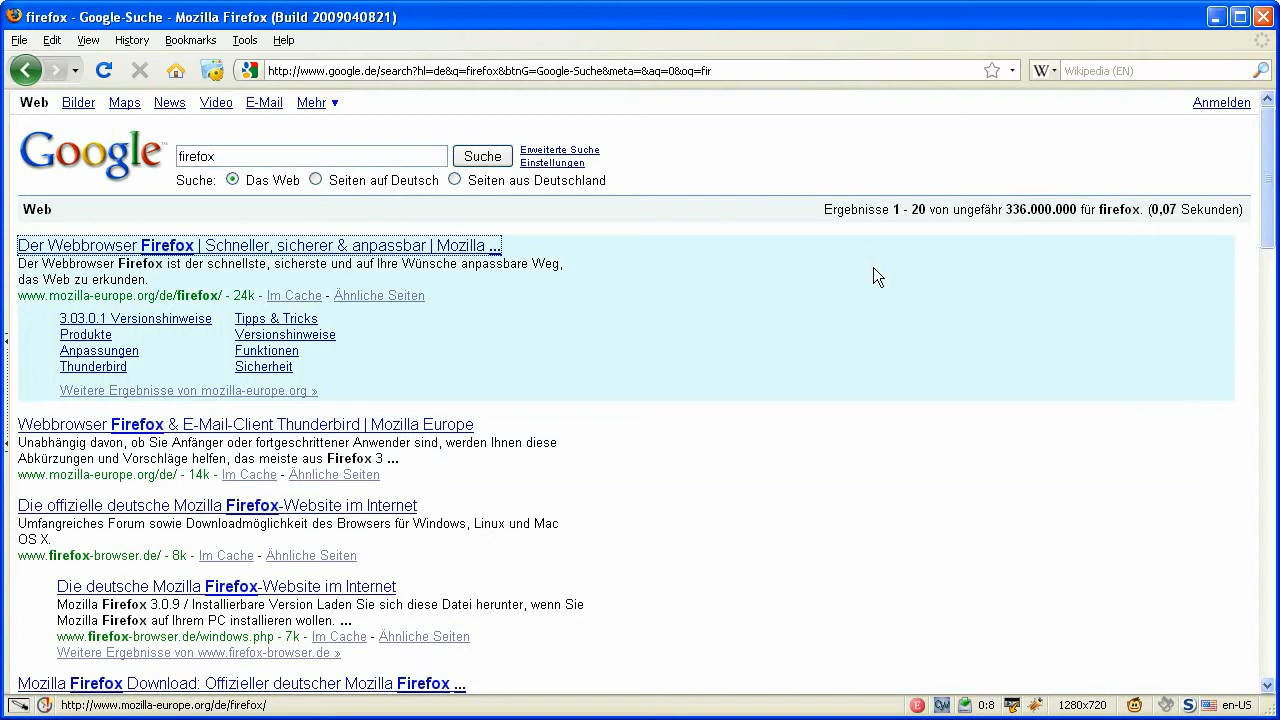 firefox - Google-Suche - Mozilla Firefox (Build 2009040821)
File Edit View History Bookmarks Tools Help
http://www.google.de/search?hl=de&q=firefox&btnG=Google-Suche&meta=&aq=0&oq=fir
W Wikipedia (EN)
Web Bilder Maps News Video E-Mail Mehr ▼ Anmelden
Google™
firefox Suche Erweiterte Suche
Einstellungen
Suche: Das Web Seiten auf Deutsch Seiten aus Deutschland
Web Ergebnisse 1 - 20 von ungefähr 336.000.000 für firefox. (0,07 Sekunden)
Der Webbrowser Firefox | Schneller, sicherer & anpassbar | Mozilla ...
Der Webbrowser Firefox ist der schnellste, sicherste und auf Ihre Wünsche anpassbare Weg,
das Web zu erkunden.
www.mozilla-europe.org/de/firefox/ - 24k - Im Cache - Ähnliche Seiten
3.03.0.1 Versionshinweise Tipps & Tricks
Produkte Versionshinweise
Anpassungen Funktionen
Thunderbird Sicherheit
Weitere Ergebnisse von mozilla-europe.org »
Webbrowser Firefox & E-Mail-Client Thunderbird | Mozilla Europe
Unabhängig davon, ob Sie Anfänger oder fortgeschrittener Anwender sind, werden Ihnen diese
Abkürzungen und Vorschläge helfen, das meiste aus Firefox 3 ...
www.mozilla-europe.org/de/ - 14k - Im Cache - Ähnliche Seiten
Die offizielle deutsche Mozilla Firefox-Website im Internet
Umfangreiches Forum sowie Downloadmöglichkeit des Browsers für Windows, Linux und Mac
OS X.
www.firefox-browser.de/ - 8k - Im Cache - Ähnliche Seiten
Die deutsche Mozilla Firefox-Website im Internet
Mozilla Firefox 3.0.9 / Installierbare Version Laden Sie sich diese Datei herunter, wenn Sie
Mozilla Firefox auf Ihrem PC installieren wollen. ...
www.firefox-browser.de/windows.php - 7k - Im Cache - Ähnliche Seiten
Weitere Ergebnisse von www.firefox-browser.de »
Mozilla Firefox Download: Offizieller deutscher Mozilla Firefox ...
http://www.mozilla-europe.org/de/firefox/ E W 0:8 1280x720 S en-US